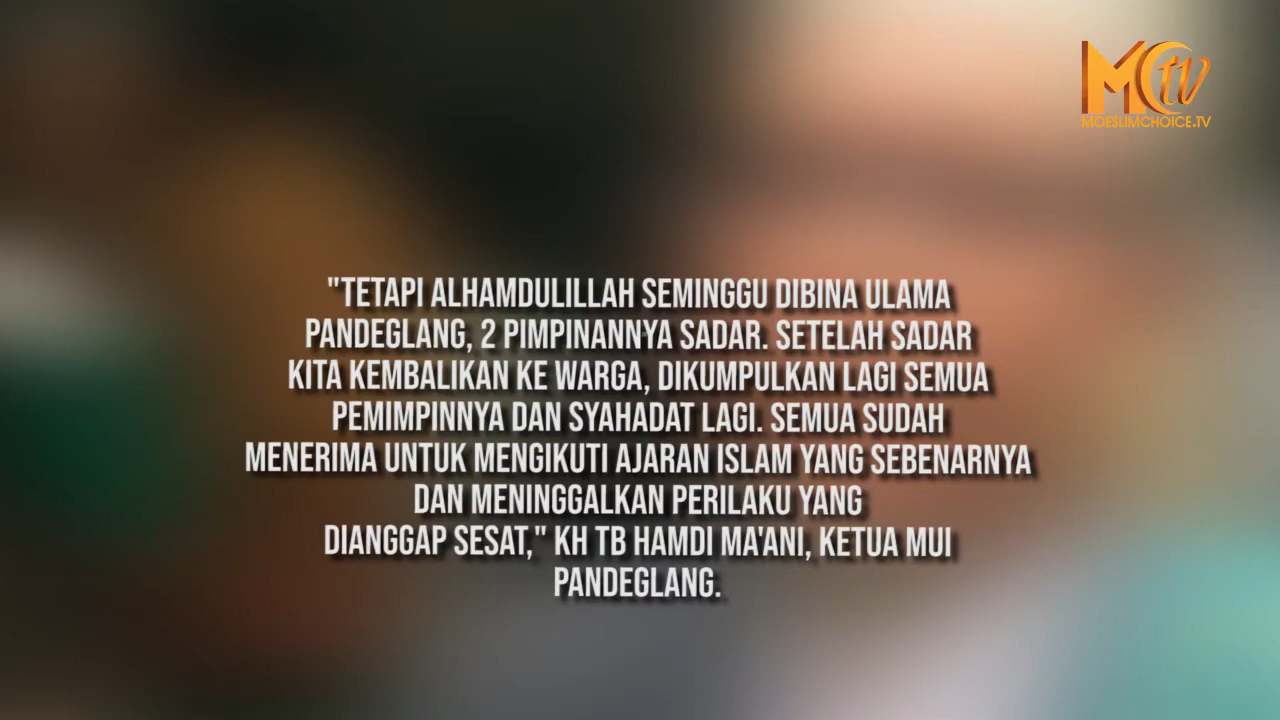 MCTV
MOESLIMCHOICE.TV
"TETAPI ALHAMDULILLAH SEMINGGU DIBINA ULAMA
PANDEGLANG, 2 PIMPINANNYA SADAR. SETELAH SADAR
KITA KEMBALIKAN KE WARGA, DIKUMPULKAN LAGI SEMUA
PEMIMPINNYA DAN SYAHADAT LAGI. SEMUA SUDAH
MENERIMA UNTUK MENGIKUTI AJARAN ISLAM YANG SEBENARNYA
DAN MENINGGALKAN PERILAKU YANG
DIANGGAP SESAT," KH TB HAMDI MA'ANI, KETUA MUI
PANDEGLANG.